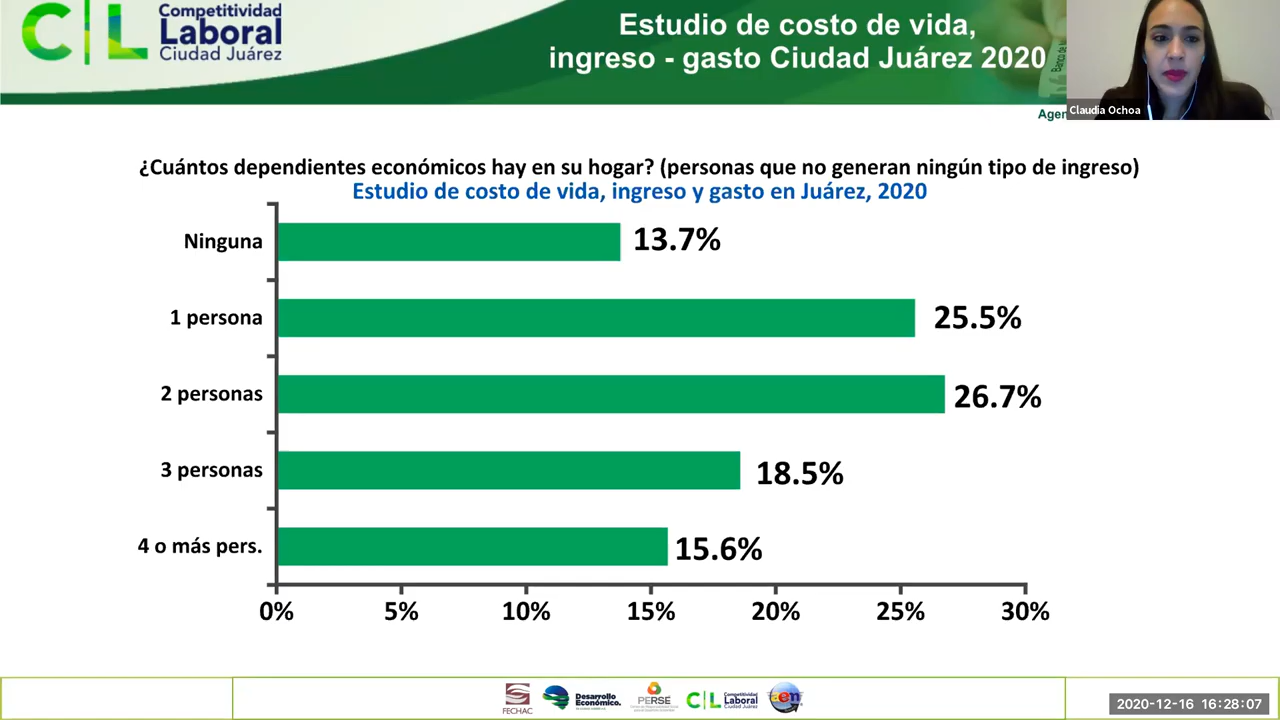 C|L Competitividad
Laboral
Ciudad Juárez
Estudio de costo de vida,
ingreso - gasto Ciudad Juárez 2020
Claudia Ochoa
¿Cuántos dependientes económicos hay en su hogar? (personas que no generan ningún tipo de ingreso)
Estudio de costo de vida, ingreso y gasto en Juárez, 2020
Ninguna 13.7%
1 persona 25.5%
2 personas 26.7%
3 personas 18.5%
4 o más pers. 15.6%
0% 5% 10% 15% 20% 25% 30%
FECHAC
Desarrollo
Económico.
PERSE
C|L Competitividad
Laboral
Ciudad Juárez
2020-12-16 16:28:07